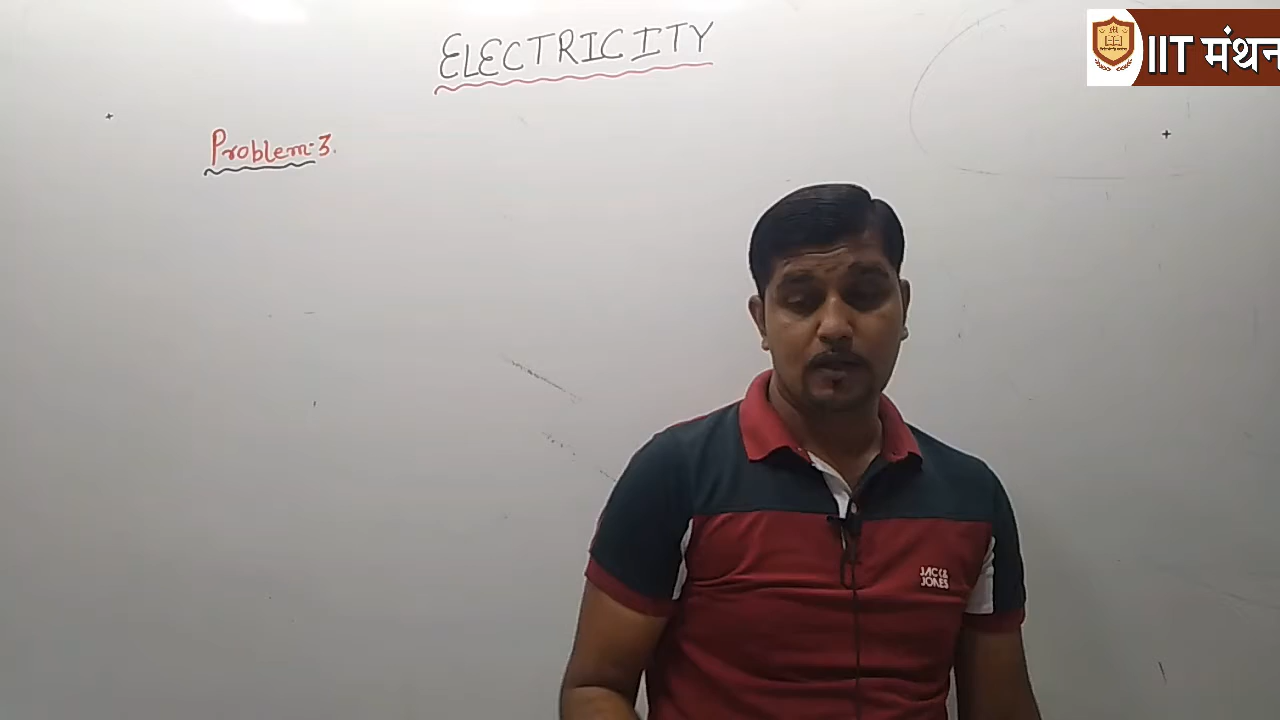 ELECTRICITY
IIT मंथन
Problem-3.
JACK&
JONES